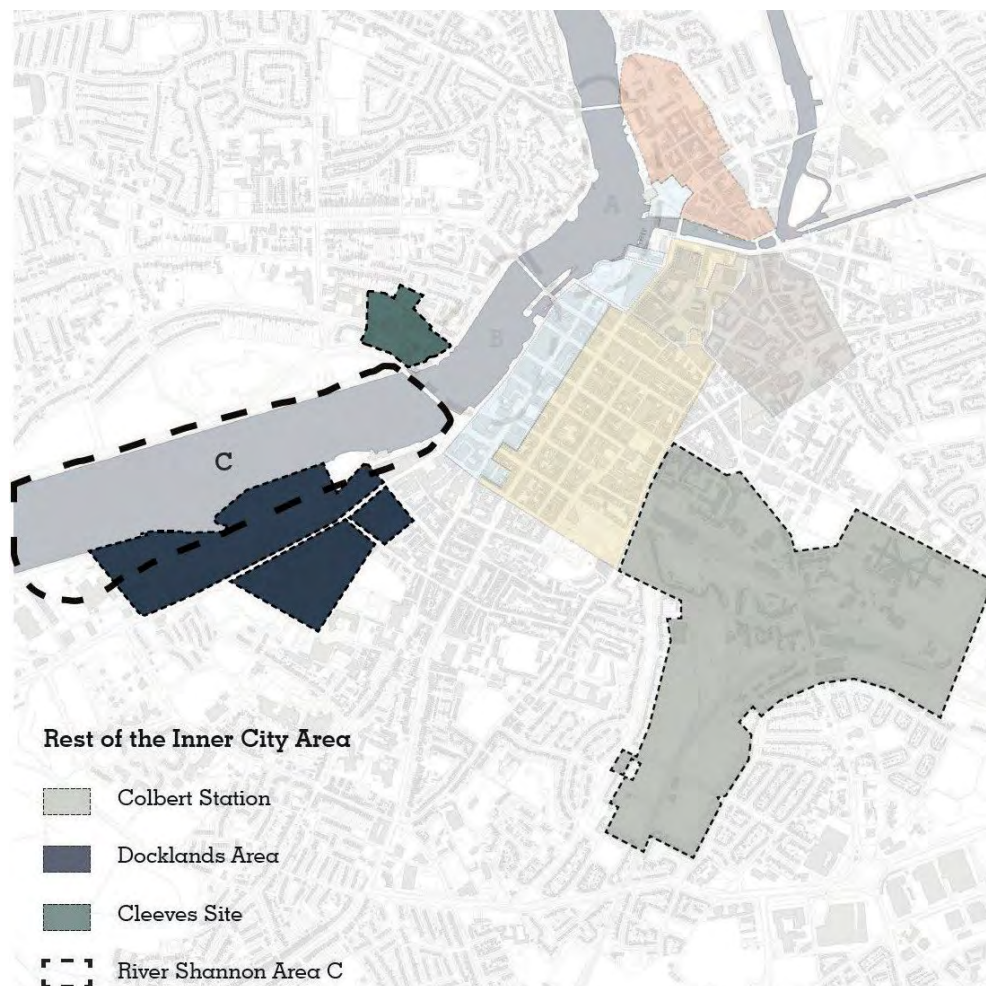 A
B
C
Rest of the Inner City Area
Colbert Station
Docklands Area
Cleeves Site
River Shannon Area C